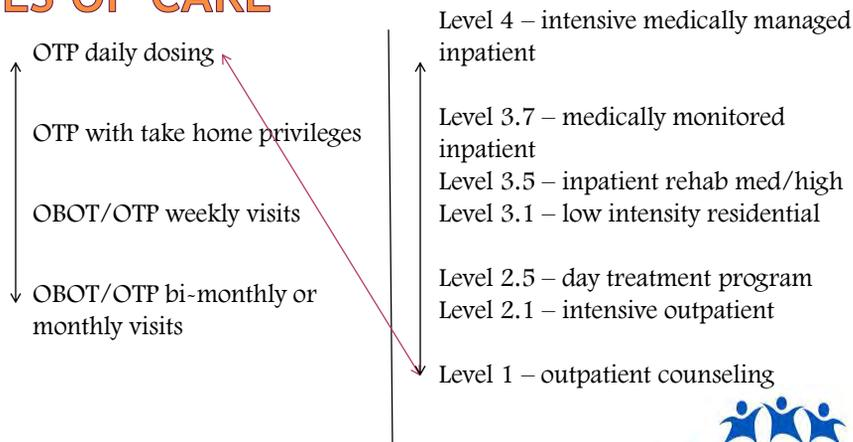 ES OF CARE
OTP daily dosing
OTP with take home privileges
OBOT/OTP weekly visits
OBOT/OTP bi-monthly or
monthly visits
Level 4 – intensive medically managed
inpatient
Level 3.7 – medically monitored
inpatient
Level 3.5 – inpatient rehab med/high
Level 3.1 – low intensity residential
Level 2.5 – day treatment program
Level 2.1 – intensive outpatient
Level 1 – outpatient counseling